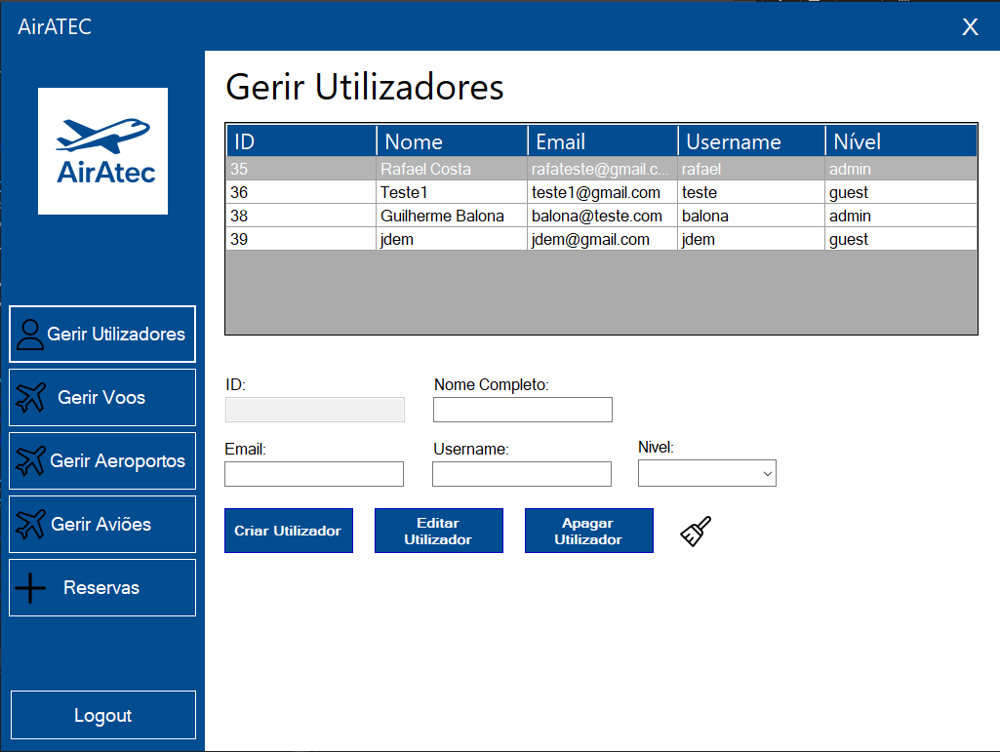 AirATEC
X
AirAtec
Gerir Utilizadores
Gerir Voos
Gerir Aeroportos
Gerir Aviões
Reservas
Logout
Gerir Utilizadores
ID Nome Email Username Nível
35 Rafael Costa rafateste@gmail.c... rafael admin
36 Teste1 teste1@gmail.com teste guest
38 Guilherme Balona balona@teste.com balona admin
39 jdem jdem@gmail.com jdem guest
ID: Nome Completo:
Email: Username: Nivel:
Criar Utilizador
Editar
Utilizador
Apagar
Utilizador